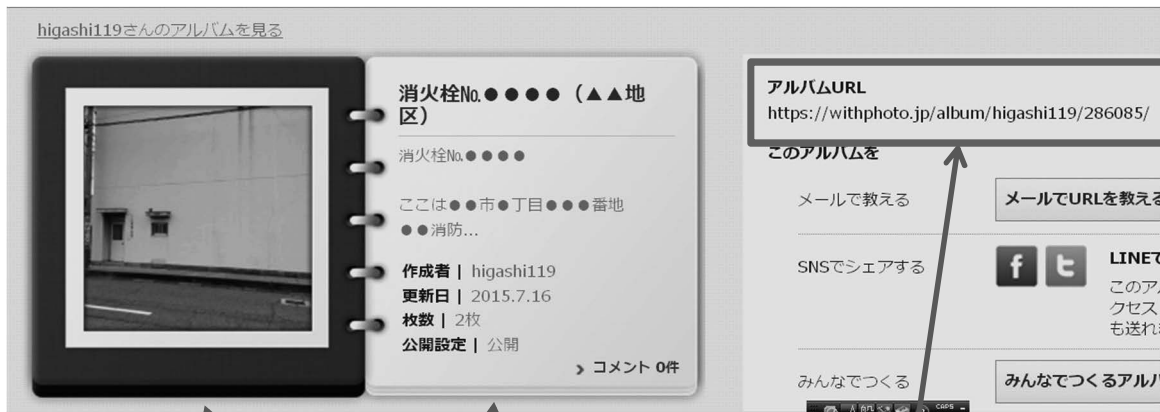 higashi119さんのアルバムを見る
消火栓№●●●●（▲▲地
区）
消火栓№●●●●
ここは●●市●丁目●●●番地
●●消防...
作成者 | higashi119
更新日 | 2015.7.16
枚数 | 2枚
公開設定 | 公開
コメント 0件
アルバムURL
https://withphoto.jp/album/higashi119/286085/
このアルバムを
メールで教える
メールでURLを教える
SNSでシェアする
LINEで
このアル
クセス
も送れま
みんなでつくる
みんなでつくるアルバ
CAPS